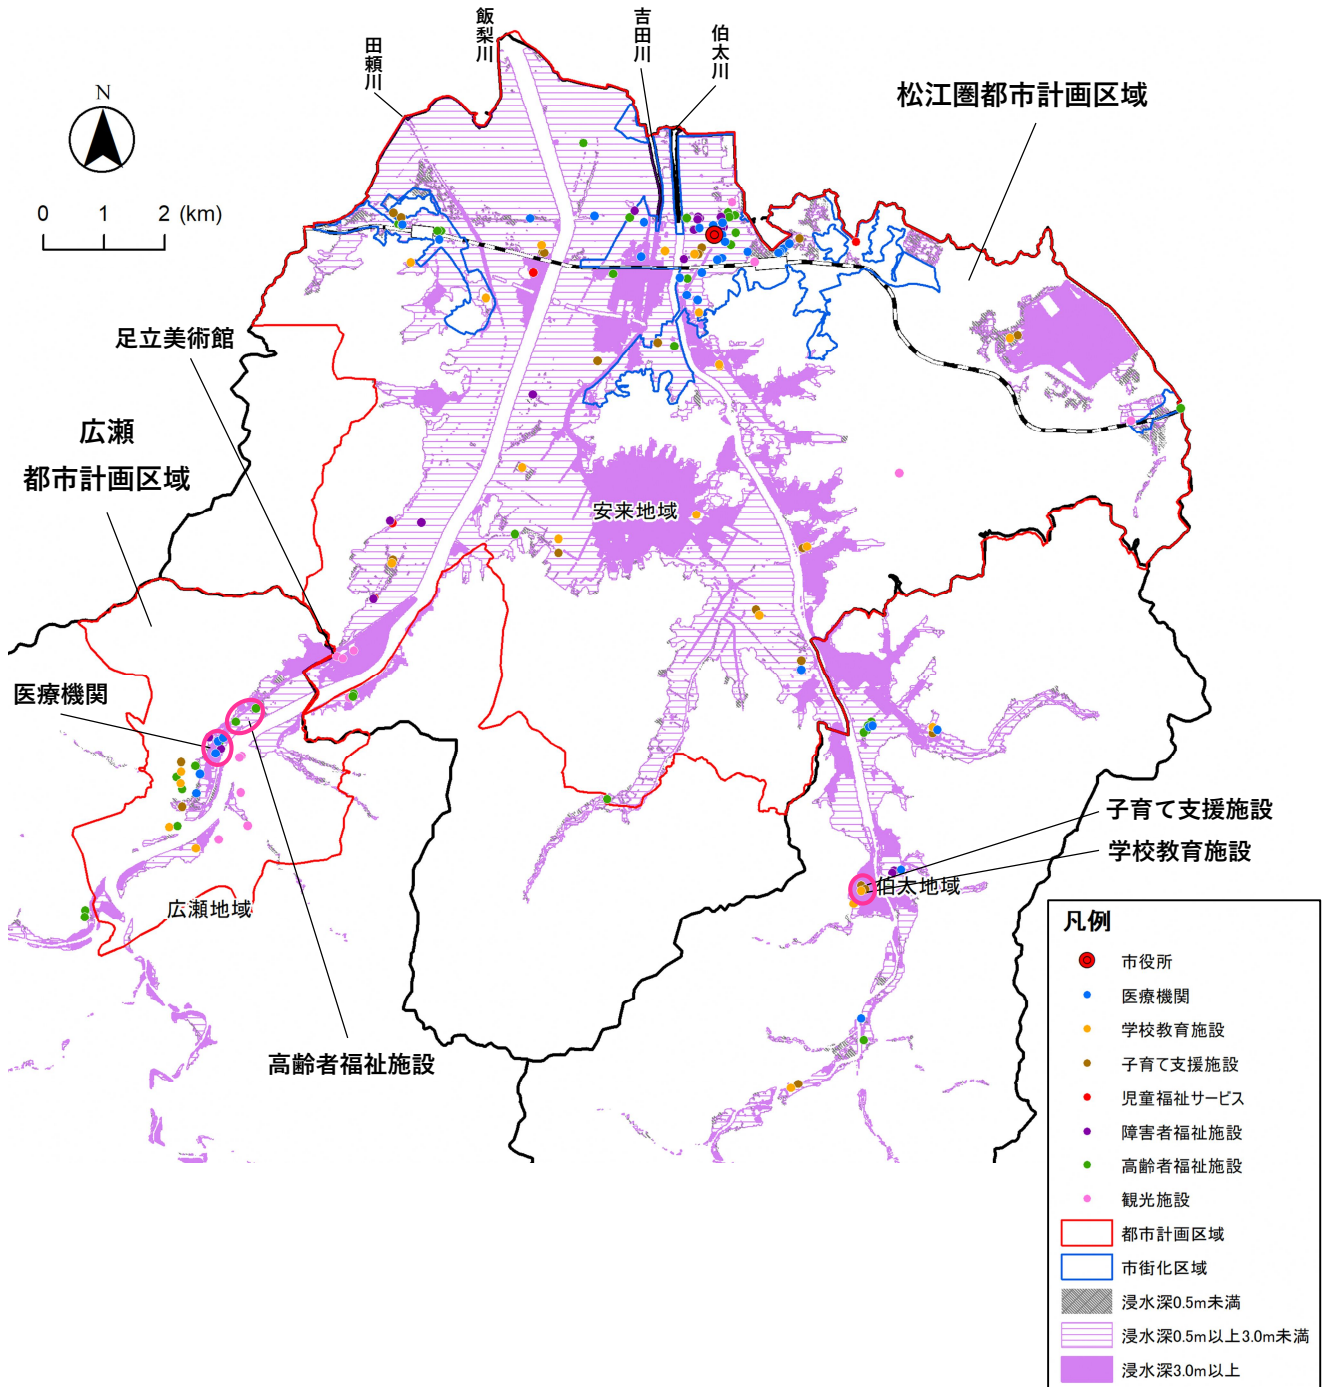 田頼川
飯梨川
吉田川
伯太川
松江圏都市計画区域
N
0 1 2 (km)
足立美術館
広瀬
都市計画区域
安来地域
医療機関
子育て支援施設
学校教育施設
伯太地域
広瀬地域
高齢者福祉施設
凡例
市役所
医療機関
学校教育施設
子育て支援施設
児童福祉サービス
障害者福祉施設
高齢者福祉施設
観光施設
都市計画区域
市街化区域
浸水深0.5m未満
浸水深0.5m以上3.0m未満
浸水深3.0m以上